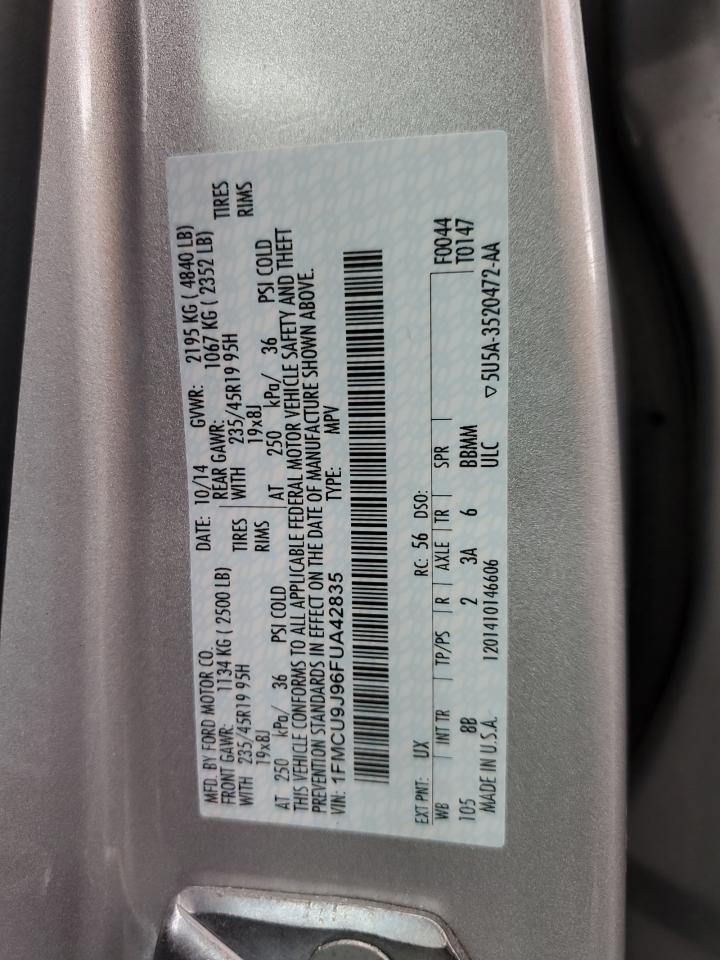 MFD. BY FORD MOTOR CO.
DATE: 10/14 GVWR: 2195 KG ( 4840 LB)
FRONT GAWR: 1134 KG ( 2500 LB) REAR GAWR: 1067 KG ( 2352 LB)
WITH 235/45R19 95H TIRES WITH 235/45R19 95H TIRES
19x8J RIMS 19x8J RIMS
AT 250 kPa/ 36 PSI COLD AT 250 kPa/ 36 PSI COLD
THIS VEHICLE CONFORMS TO ALL APPLICABLE FEDERAL MOTOR VEHICLE SAFETY AND THEFT
PREVENTION STANDARDS IN EFFECT ON THE DATE OF MANUFACTURE SHOWN ABOVE.
VIN: 1FMCU9J96FUA42835 TYPE: MPV
EXT PNT: UX RC: 56 DSO: F0044
WB INT TR TP/PS R AXLE TR SPR T0147
105 8B 2 3A 6 BBMM
MADE IN U.S.A. 1201410146606 ULC ▽5U5A-3520472-AA